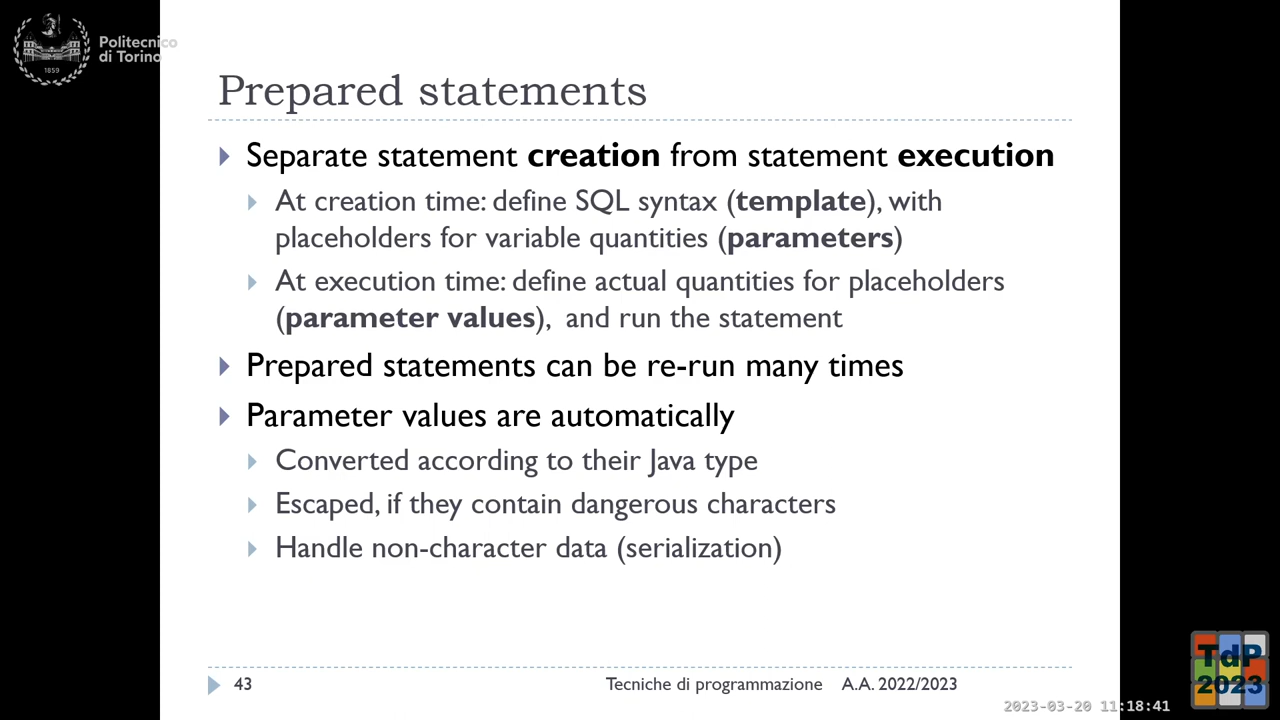 Politecnico
di Torino
1859
Prepared statements
Separate statement creation from statement execution
At creation time: define SQL syntax (template), with
placeholders for variable quantities (parameters)
At execution time: define actual quantities for placeholders
(parameter values), and run the statement
Prepared statements can be re-run many times
Parameter values are automatically
Converted according to their Java type
Escaped, if they contain dangerous characters
Handle non-character data (serialization)
43 Tecniche di programmazione A.A. 2022/2023
TdP
2023
2023-03-20 11:18:41